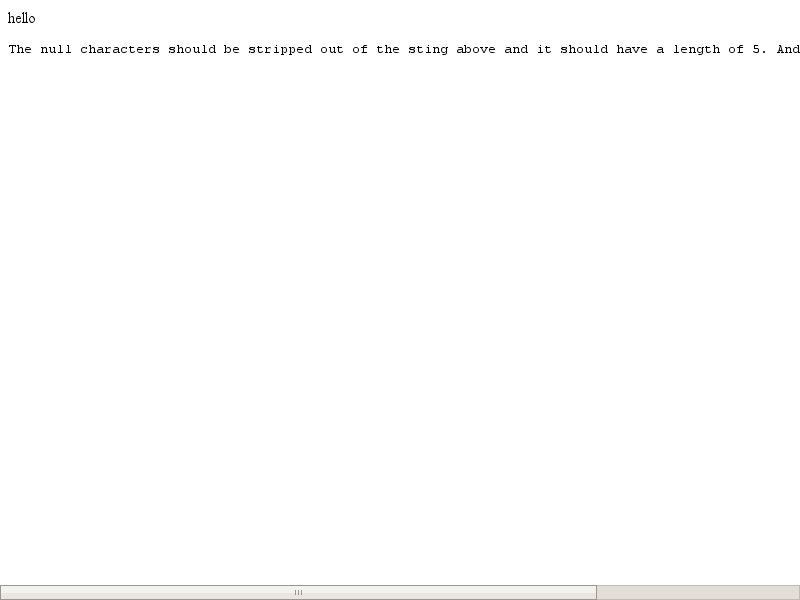 hello
The null characters should be stripped out of the sting above and it should have a length of 5. And